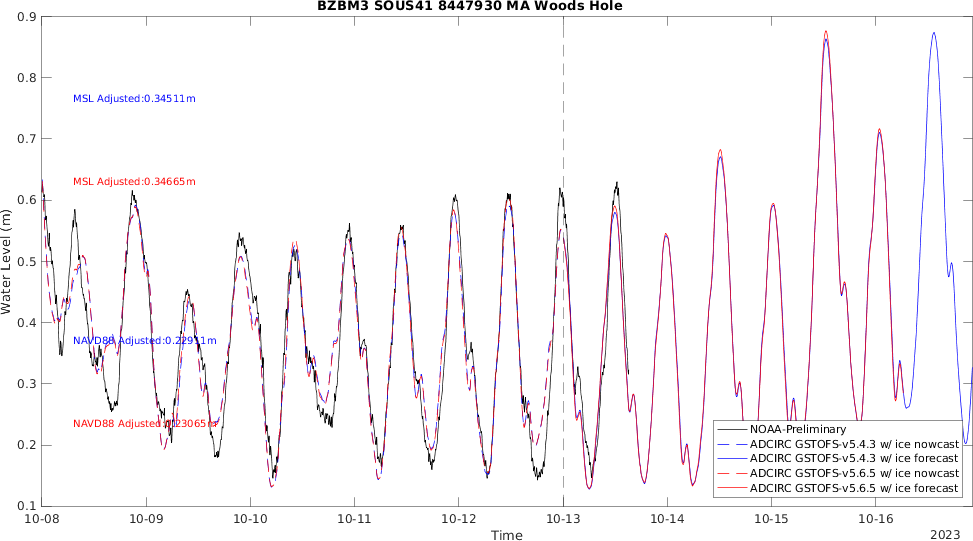 BZBM3 SOUS41 8447930 MA Woods Hole
0.9
0.8
0.7
0.6
0.5
0.4
0.3
0.2
0.1
Water Level (m)
MSL Adjusted:0.34511m
MSL Adjusted:0.34665m
NAVD88 Adjusted:0.22911m
NAVD88 Adjusted:0.23065m
NOAA-Preliminary
ADCIRC GSTOFS-v5.4.3 w/ ice nowcast
ADCIRC GSTOFS-v5.4.3 w/ ice forecast
ADCIRC GSTOFS-v5.6.5 w/ ice nowcast
ADCIRC GSTOFS-v5.6.5 w/ ice forecast
10-08 10-09 10-10 10-11 10-12 10-13 10-14 10-15 10-16
Time
2023